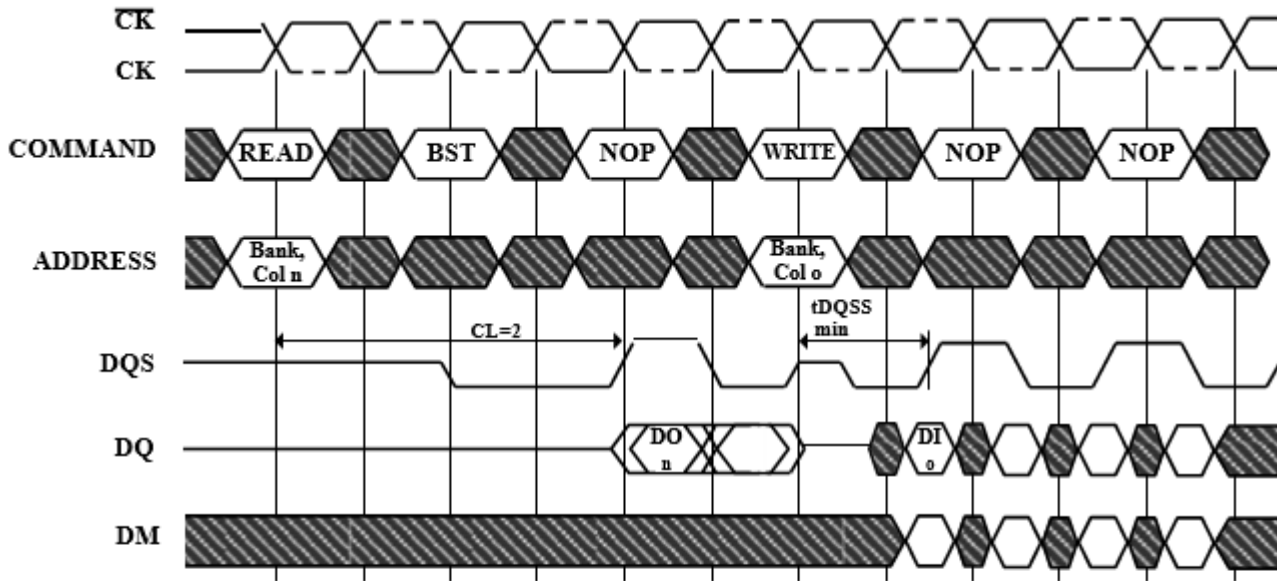 C̅K̅
CK
COMMAND
READ
BST
NOP
WRITE
NOP
NOP
ADDRESS
Bank,
Col n
Bank,
Col o
CL=2
tDQSS
min
DQS
DQ
DO
n
DI
o
DM